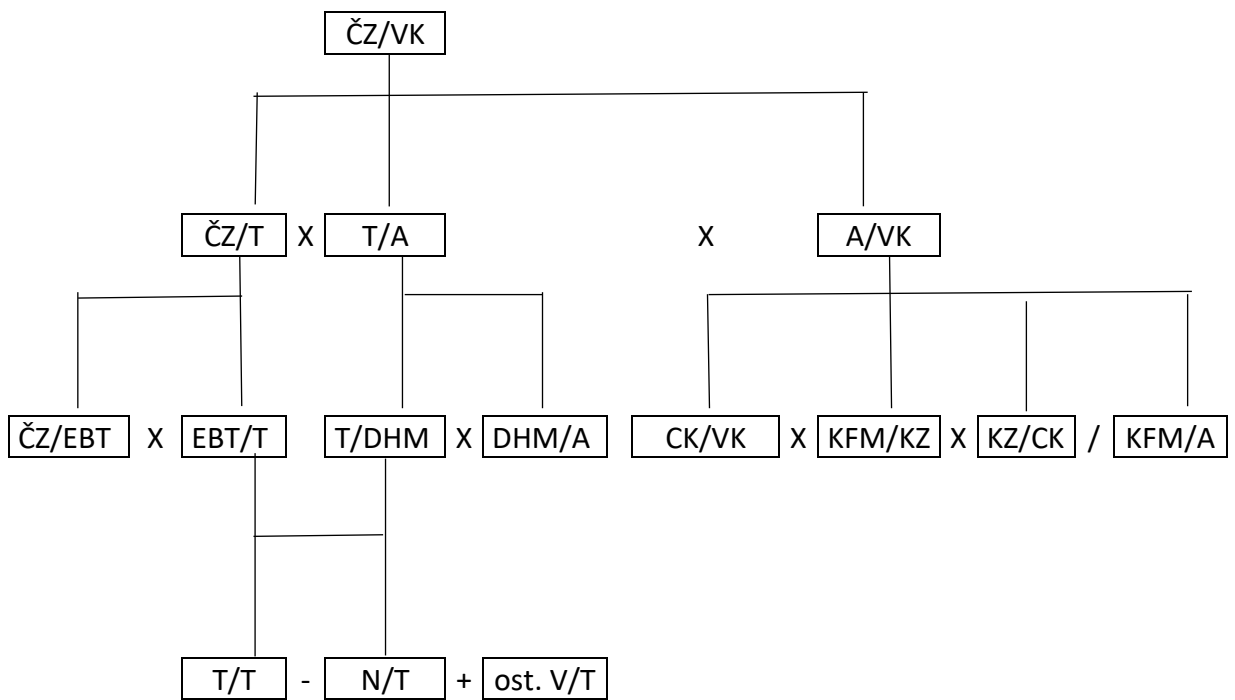 ČZ/VK
ČZ/T X T/A X A/VK
ČZ/EBT X EBT/T T/DHM X DHM/A CK/VK X KFM/KZ X KZ/CK / KFM/A
T/T - N/T + ost. V/T